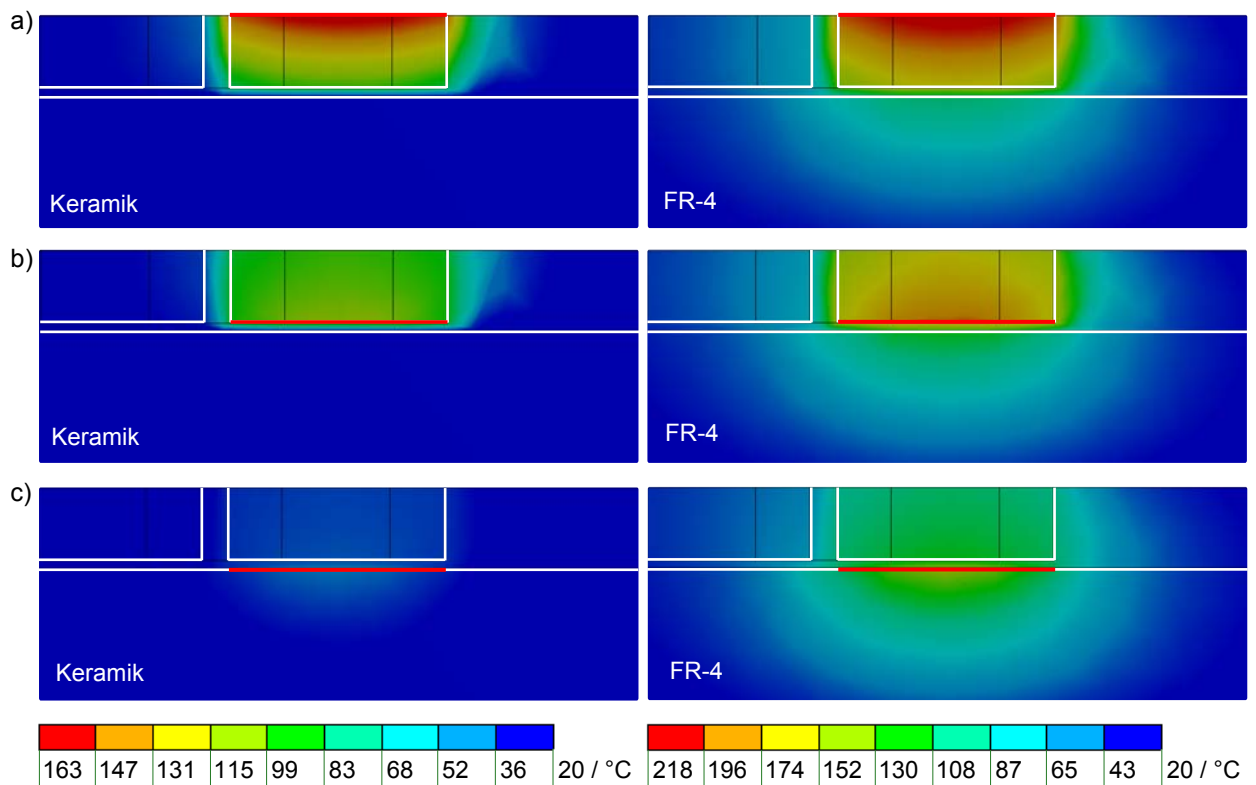 a)
Keramik
FR-4
b)
Keramik
FR-4
c)
Keramik
FR-4
163 147 131 115 99 83 68 52 36 20 / °C
218 196 174 152 130 108 87 65 43 20 / °C